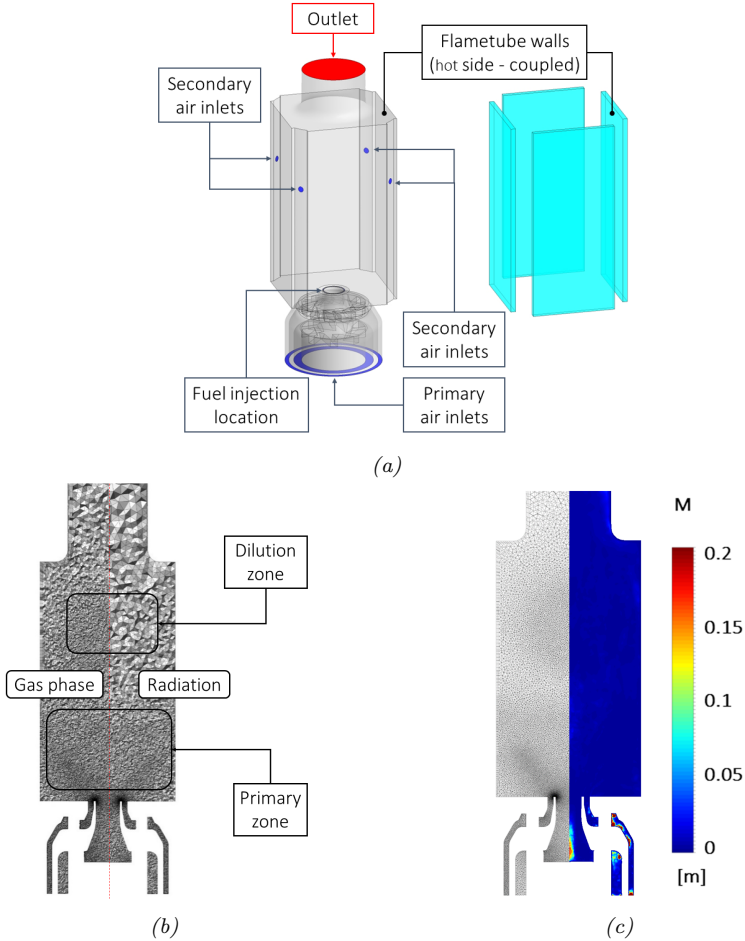 Outlet
Flametube walls
(hot side - coupled)
Secondary
air inlets
Secondary
air inlets
Fuel injection
location
Primary
air inlets
(a)
Dilution
zone
Gas phase
Radiation
Primary
zone
(b)
M
0.2
0.15
0.1
0.05
0
[m]
(c)